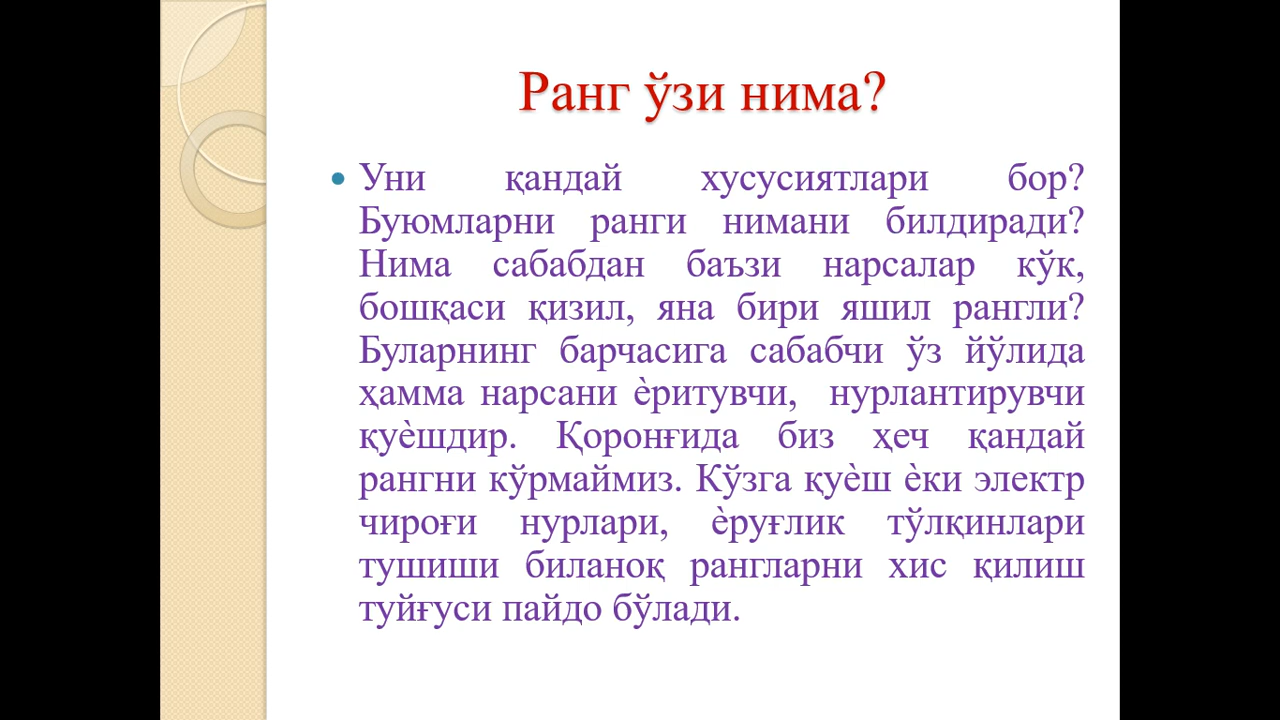 Ранг ўзи нима?
• Уни қандай хусусиятлари бор?
Буюмларни ранги нимани билдиради?
Нима сабабдан баъзи нарсалар кўк,
бошқаси қизил, яна бири яшил рангли?
Буларнинг барчасига сабабчи ўз йўлида
ҳамма нарсани ѐритувчи, нурлантирувчи
қуѐшдир. Қоронғида биз ҳеч қандай
рангни кўрмаймиз. Кўзга қуѐш ѐки электр
чироғи нурлари, ѐруғлик тўлқинлари
тушиши биланоқ рангларни хис қилиш
туйғуси пайдо бўлади.